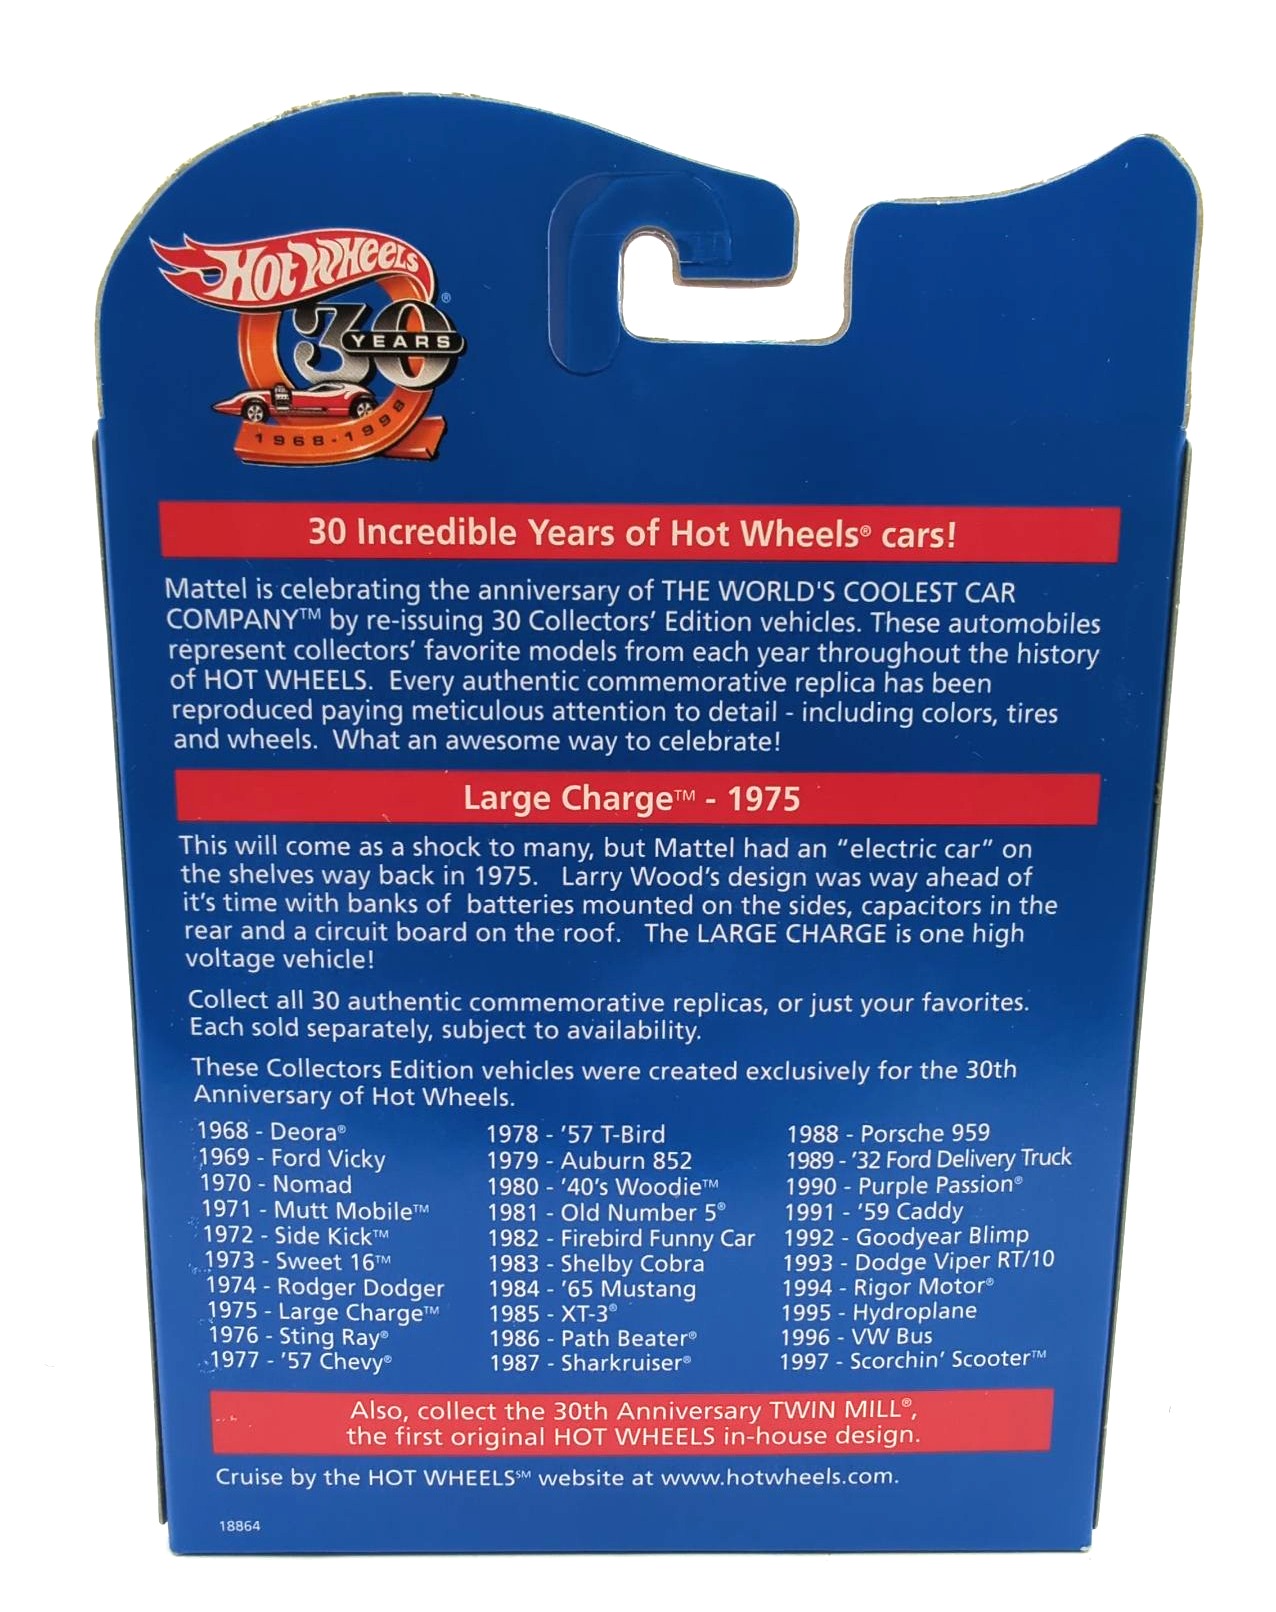 HOT WHEELS®
30
YEARS
1968-1998
30 Incredible Years of Hot Wheels® cars!
Mattel is celebrating the anniversary of THE WORLD'S COOLEST CAR
COMPANY™ by re-issuing 30 Collectors’ Edition vehicles. These automobiles
represent collectors’ favorite models from each year throughout the history
of HOT WHEELS. Every authentic commemorative replica has been
reproduced paying meticulous attention to detail - including colors, tires
and wheels. What an awesome way to celebrate!
Large Charge™ - 1975
This will come as a shock to many, but Mattel had an “electric car” on
the shelves way back in 1975. Larry Wood’s design was way ahead of
it’s time with banks of batteries mounted on the sides, capacitors in the
rear and a circuit board on the roof. The LARGE CHARGE is one high
voltage vehicle!
Collect all 30 authentic commemorative replicas, or just your favorites.
Each sold separately, subject to availability.
These Collectors Edition vehicles were created exclusively for the 30th
Anniversary of Hot Wheels.
1968 - Deora®
1969 - Ford Vicky
1970 - Nomad
1971 - Mutt Mobile™
1972 - Side Kick™
1973 - Sweet 16™
1974 - Rodger Dodger
1975 - Large Charge™
1976 - Sting Ray®
1977 - ’57 Chevy®
1978 - ’57 T-Bird
1979 - Auburn 852
1980 - ’40’s Woodie™
1981 - Old Number 5®
1982 - Firebird Funny Car
1983 - Shelby Cobra
1984 - ’65 Mustang
1985 - XT-3®
1986 - Path Beater®
1987 - Sharkruiser®
1988 - Porsche 959
1989 - ’32 Ford Delivery Truck
1990 - Purple Passion®
1991 - ’59 Caddy
1992 - Goodyear Blimp
1993 - Dodge Viper RT/10
1994 - Rigor Motor®
1995 - Hydroplane
1996 - VW Bus
1997 - Scorchin’ Scooter™
Also, collect the 30th Anniversary TWIN MILL®,
the first original HOT WHEELS in-house design.
Cruise by the HOT WHEELS℠ website at www.hotwheels.com.
18864